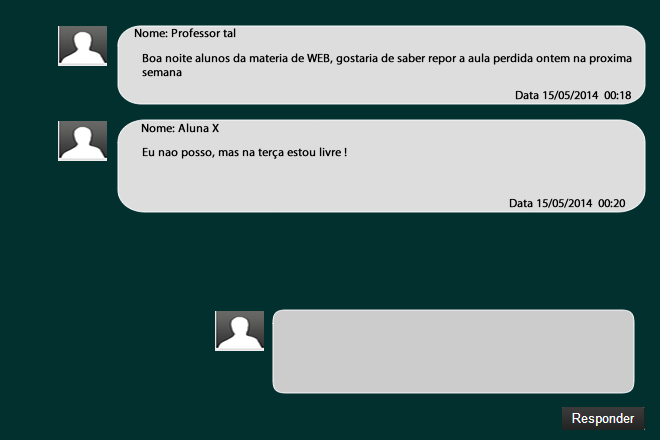 Nome: Professor tal
Boa noite alunos da materia de WEB, gostaria de saber repor a aula perdida ontem na proxima
semana
Data 15/05/2014 00:18
Nome: Aluna X
Eu nao posso, mas na terça estou livre !
Data 15/05/2014 00:20
Responder